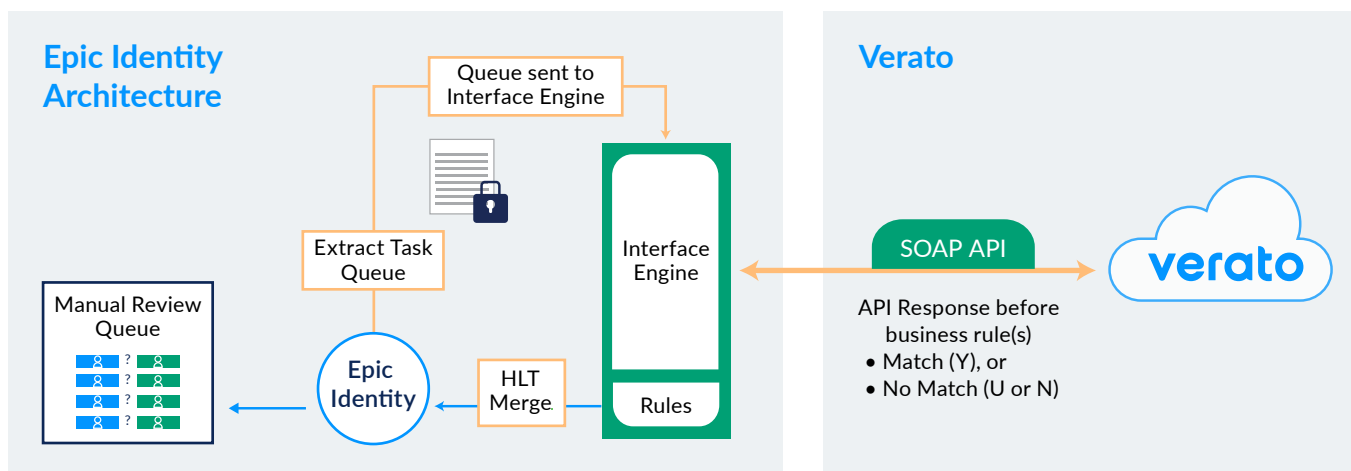 Epic Identity
Architecture
Queue sent to
Interface Engine
Extract Task
Queue
Manual Review
Queue
?
?
?
?
Epic
Identity
HLT
Merge.
Interface
Engine
Rules
Verato
SOAP API
verato
API Response before
business rule(s)
• Match (Y), or
• No Match (U or N)